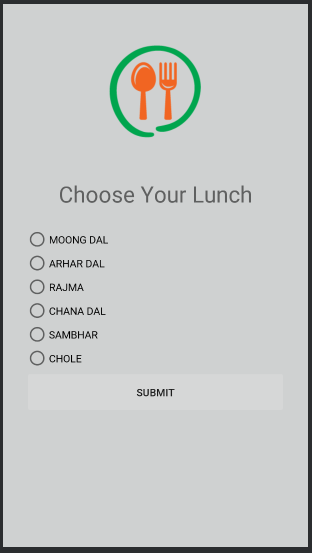 Choose Your Lunch
MOONG DAL
ARHAR DAL
RAJMA
CHANA DAL
SAMBHAR
CHOLE
SUBMIT